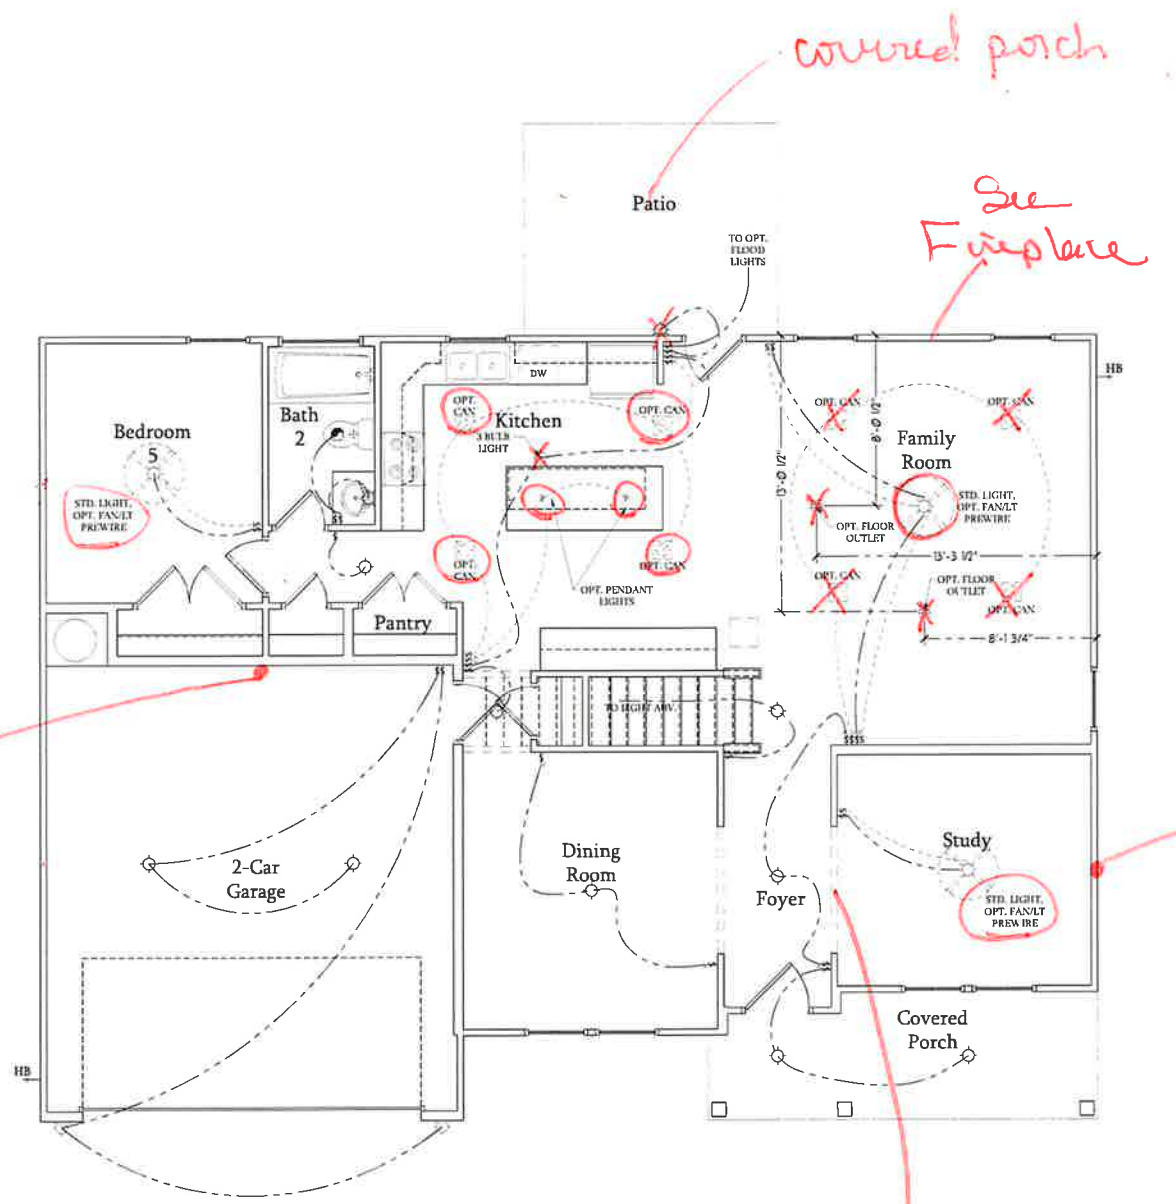 covered porch
Patio
See
Fireplace
TO OPT.
FLOOD
LIGHTS
HB
DW
OPT.
CAN
Kitchen
3 BULB
LIGHT
OPT. CAN
OPT. CAN
OPT. CAN
Bath
2
Bedroom
5
STD. LIGHT,
OPT. FAN/LT
PREWIRE
8'-0 1/2"
13'-0 1/2"
Family
Room
STD. LIGHT,
OPT. FAN/LT
PREWIRE
OPT. FLOOR
OUTLET
13'-3 1/2"
OPT.
CAN
OPT. CAN
OPT. PENDANT
LIGHTS
OPT. CAN
OPT. FLOOR
OUTLET
OPT. CAN
8'-1 3/4"
Pantry
TO LIGHT ABV.
2-Car
Garage
Dining
Room
Foyer
Study
STD. LIGHT,
OPT. FAN/LT
PREWIRE
Covered
Porch
HB